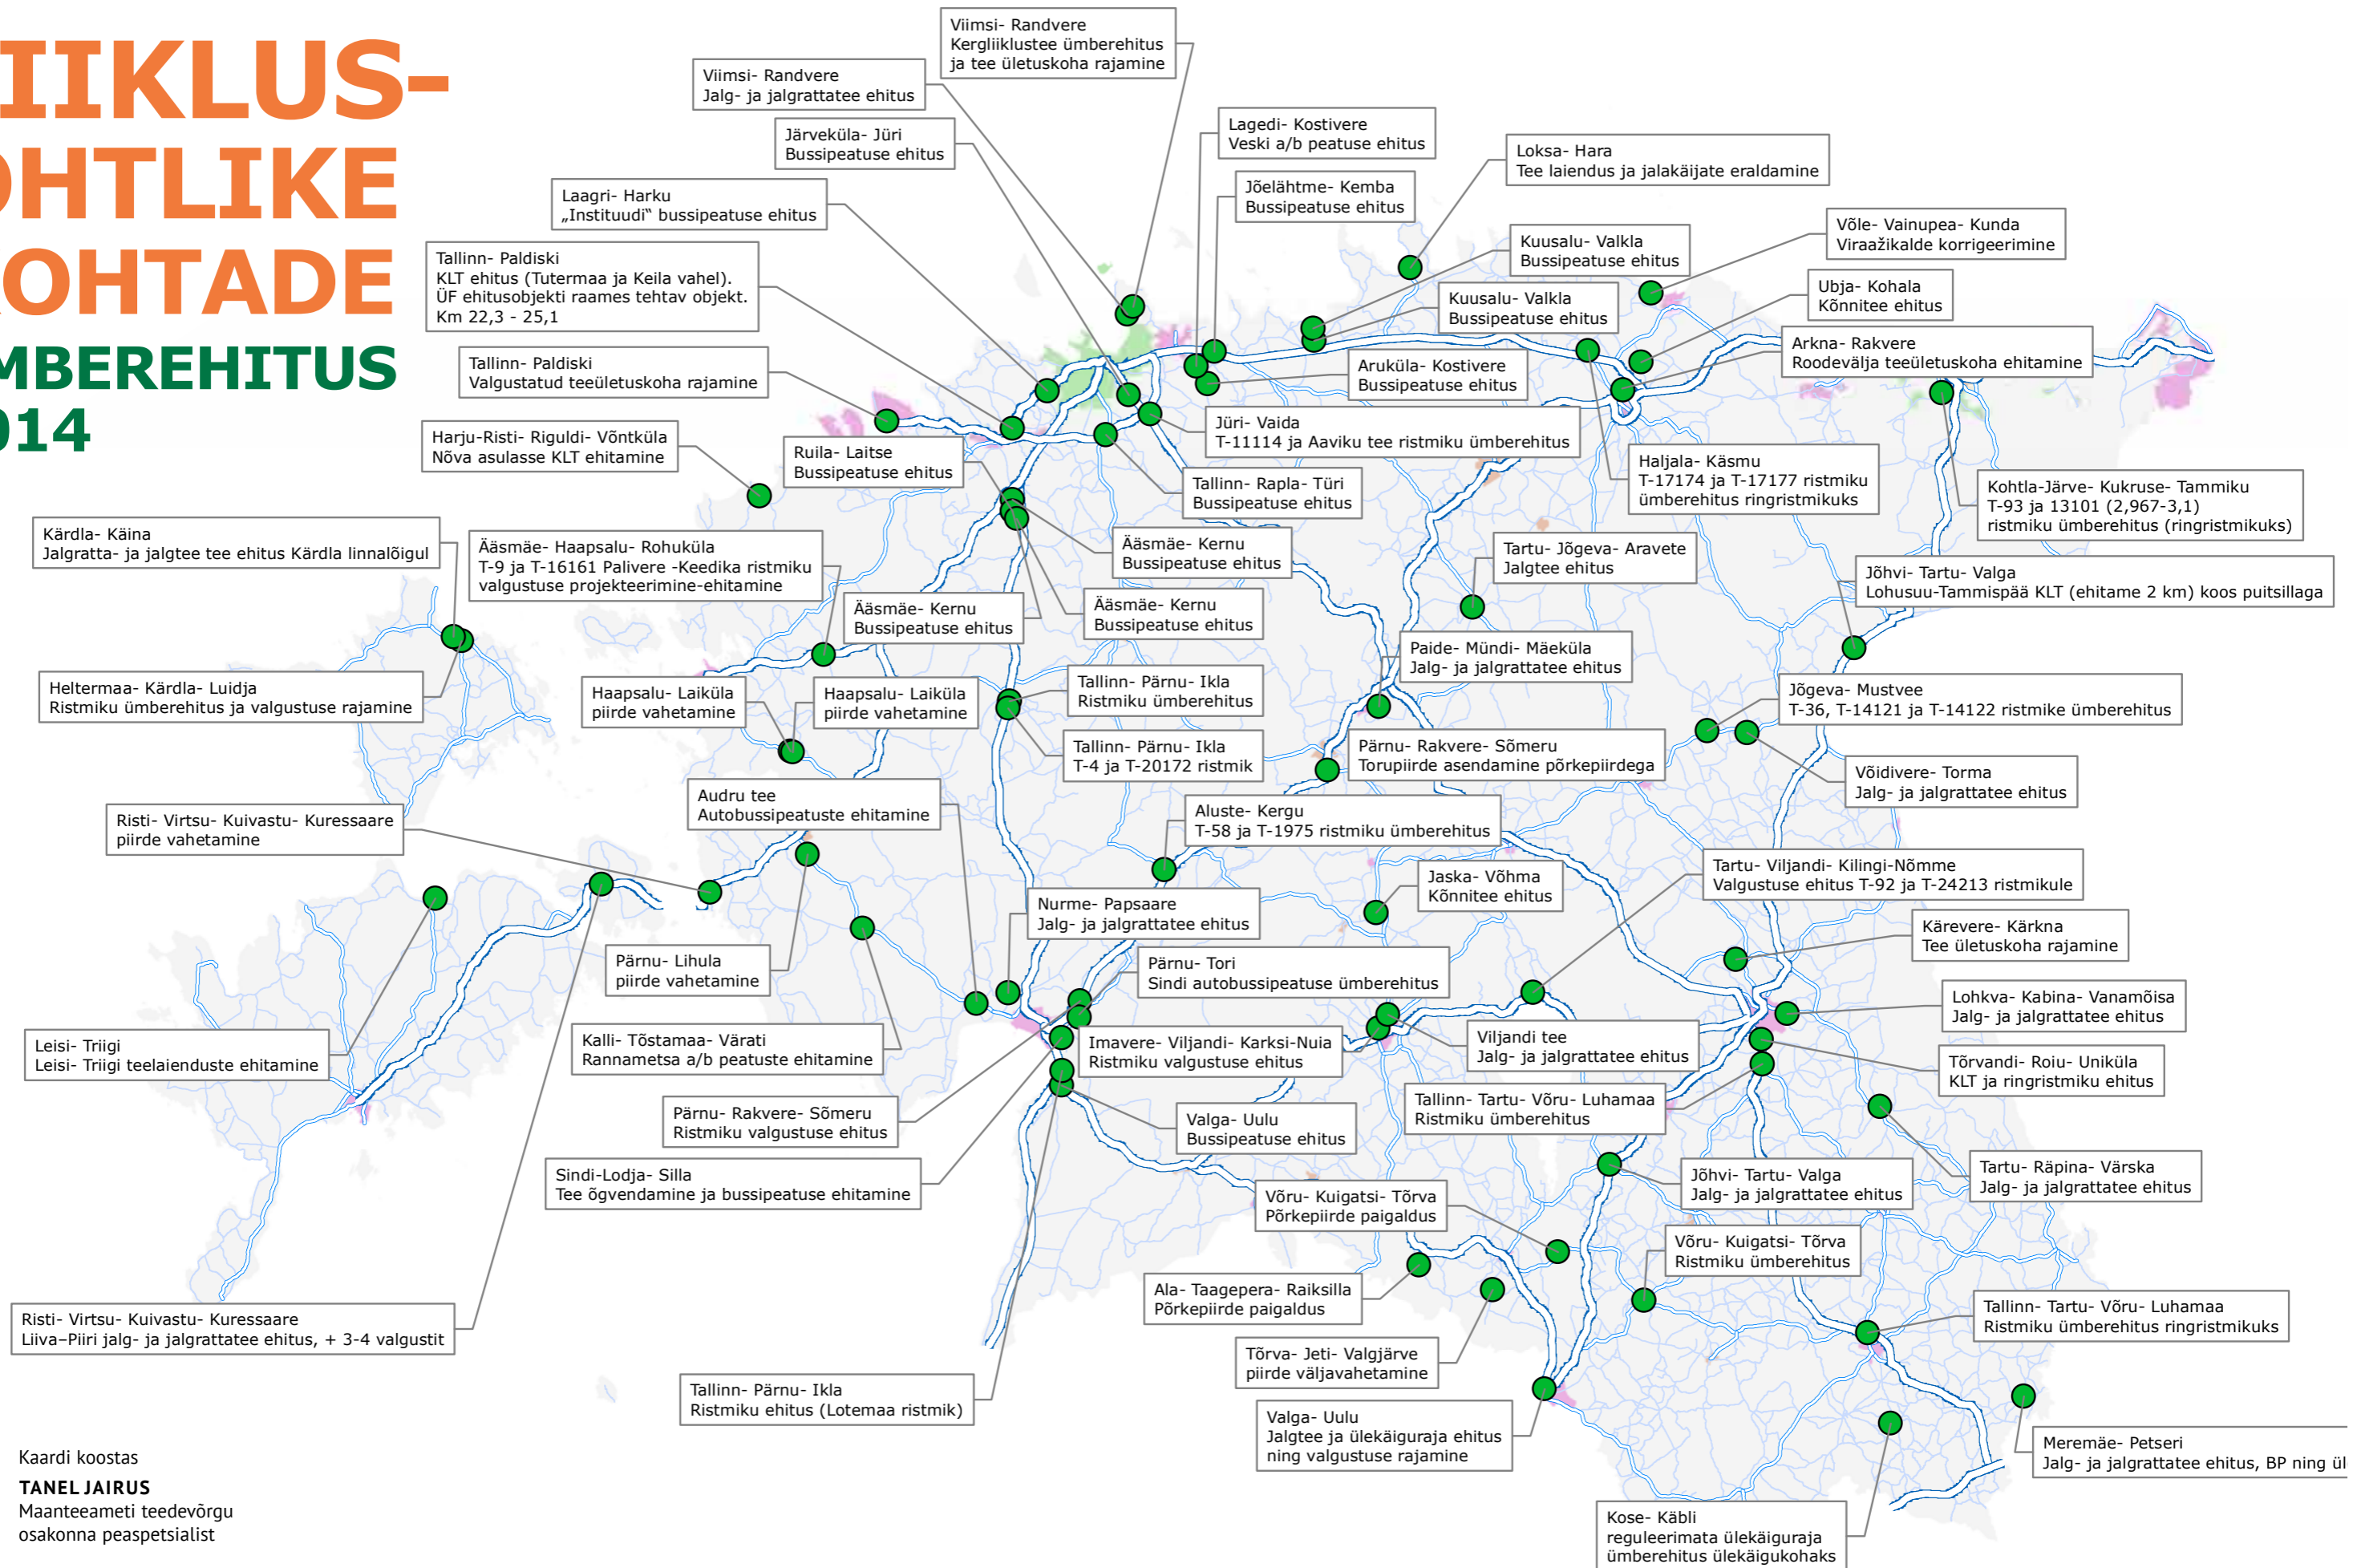 IIKLUS-
OHTLIKE
KOHTADE
MBEREHITUS
014
Viimsi- Randvere
Kergliiklustee ümberehitus
ja tee ületuskoha rajamine
Viimsi- Randvere
Jalg- ja jalgrattatee ehitus
Järveküla- Jüri
Bussipeatuse ehitus
Lagedi- Kostivere
Veski a/b peatuse ehitus
Loksa- Hara
Tee laiendus ja jalakäijate eraldamine
Jõelähtme- Kemba
Bussipeatuse ehitus
Laagri- Harku
„Instituudi“ bussipeatuse ehitus
Võle- Vainupea- Kunda
Viraažikalde korrigeerimine
Kuusalu- Valkla
Bussipeatuse ehitus
Tallinn- Paldiski
KLT ehitus (Tutermaa ja Keila vahel).
ÜF ehitusobjekti raames tehtav objekt.
Km 22,3 - 25,1
Ubja- Kohala
Kõnnitee ehitus
Kuusalu- Valkla
Bussipeatuse ehitus
Arkna- Rakvere
Roodevälja teeületuskoha ehitamine
Tallinn- Paldiski
Valgustatud teeületuskoha rajamine
Aruküla- Kostivere
Bussipeatuse ehitus
Jüri- Vaida
T-11114 ja Aaviku tee ristmiku ümberehitus
Harju-Risti- Riguldi- Võntküla
Nõva asulasse KLT ehitamine
Ruila- Laitse
Bussipeatuse ehitus
Haljala- Käsmu
T-17174 ja T-17177 ristmiku
ümberehitus ringristmikuks
Tallinn- Rapla- Türi
Bussipeatuse ehitus
Kohtla-Järve- Kukruse- Tammiku
T-93 ja 13101 (2,967-3,1)
ristmiku ümberehitus (ringristmikuks)
Kärdla- Käina
Jalgratta- ja jalgtee tee ehitus Kärdla linnalõigul
Ääsmäe- Haapsalu- Rohuküla
T-9 ja T-16161 Palivere -Keedika ristmiku
valgustuse projekteerimine-ehitamine
Ääsmäe- Kernu
Bussipeatuse ehitus
Tartu- Jõgeva- Aravete
Jalgtee ehitus
Jõhvi- Tartu- Valga
Lohusuu-Tammispää KLT (ehitame 2 km) koos puitsillaga
Ääsmäe- Kernu
Bussipeatuse ehitus
Ääsmäe- Kernu
Bussipeatuse ehitus
Paide- Mündi- Mäeküla
Jalg- ja jalgrattatee ehitus
Heltermaa- Kärdla- Luidja
Ristmiku ümberehitus ja valgustuse rajamine
Haapsalu- Laiküla
piirde vahetamine
Haapsalu- Laiküla
piirde vahetamine
Tallinn- Pärnu- Ikla
Ristmiku ümberehitus
Jõgeva- Mustvee
T-36, T-14121 ja T-14122 ristmike ümberehitus
Tallinn- Pärnu- Ikla
T-4 ja T-20172 ristmik
Pärnu- Rakvere- Sõmeru
Torupiirde asendamine põrkepiirdega
Võidivere- Torma
Jalg- ja jalgrattatee ehitus
Audru tee
Autobussipeatuste ehitamine
Aluste- Kergu
T-58 ja T-1975 ristmiku ümberehitus
Risti- Virtsu- Kuivastu- Kuressaare
piirde vahetamine
Tartu- Viljandi- Kilingi-Nõmme
Valgustuse ehitus T-92 ja T-24213 ristmikule
Jaska- Võhma
Kõnnitee ehitus
Nurme- Papsaare
Jalg- ja jalgrattatee ehitus
Kärevere- Kärkna
Tee ületuskoha rajamine
Pärnu- Lihula
piirde vahetamine
Pärnu- Tori
Sindi autobussipeatuse ümberehitus
Lohkva- Kabina- Vanamõisa
Jalg- ja jalgrattatee ehitus
Leisi- Triigi
Leisi- Triigi teelaienduste ehitamine
Kalli- Tõstamaa- Värati
Rannametsa a/b peatuste ehitamine
Imavere- Viljandi- Karksi-Nuia
Ristmiku valgustuse ehitus
Viljandi tee
Jalg- ja jalgrattatee ehitus
Tõrvandi- Roiu- Uniküla
KLT ja ringristmiku ehitus
Pärnu- Rakvere- Sõmeru
Ristmiku valgustuse ehitus
Valga- Uulu
Bussipeatuse ehitus
Tallinn- Tartu- Võru- Luhamaa
Ristmiku ümberehitus
Sindi-Lodja- Silla
Tee õgvendamine ja bussipeatuse ehitamine
Jõhvi- Tartu- Valga
Jalg- ja jalgrattatee ehitus
Tartu- Räpina- Värska
Jalg- ja jalgrattatee ehitus
Võru- Kuigatsi- Tõrva
Põrkepiirde paigaldus
Võru- Kuigatsi- Tõrva
Ristmiku ümberehitus
Ala- Taagepera- Raiksilla
Põrkepiirde paigaldus
Risti- Virtsu- Kuivastu- Kuressaare
Liiva–Piiri jalg- ja jalgrattatee ehitus, + 3-4 valgustit
Tallinn- Tartu- Võru- Luhamaa
Ristmiku ümberehitus ringristmikuks
Tõrva- Jeti- Valgjärve
piirde väljavahetamine
Tallinn- Pärnu- Ikla
Ristmiku ehitus (Lotemaa ristmik)
Valga- Uulu
Jalgtee ja ülekäiguraja ehitus
ning valgustuse rajamine
Meremäe- Petseri
Jalg- ja jalgrattatee ehitus, BP ning ül
Kose- Käbli
reguleerimata ülekäiguraja
ümberehitus ülekäigukohaks
Kaardi koostas
TANEL JAIRUS
Maanteeameti teedevõrgu
osakonna peaspetsialist